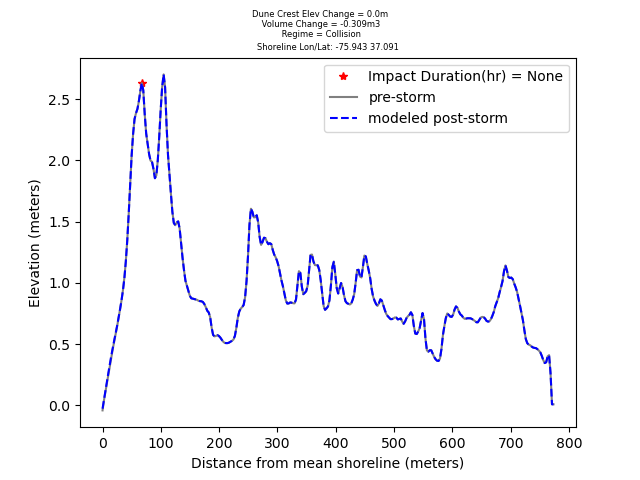 Dune Crest Elev Change = 0.0m
Volume Change = -0.309m3
Regime = Collision
Shoreline Lon/Lat: -75.943 37.091
Impact Duration(hr) = None
pre-storm
modeled post-storm
Elevation (meters)
2.5
2.0
1.5
1.0
0.5
0.0
0 100 200 300 400 500 600 700 800
Distance from mean shoreline (meters)